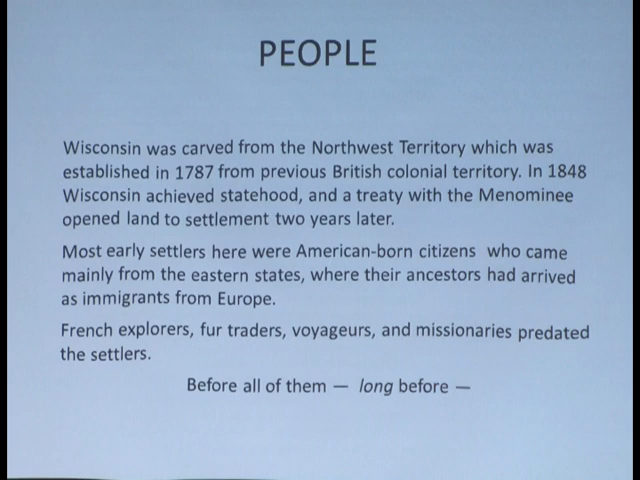 PEOPLE
Wisconsin was carved from the Northwest Territory which was
established in 1787 from previous British colonial territory. In 1848
Wisconsin achieved statehood, and a treaty with the Menominee
opened land to settlement two years later.
Most early settlers here were American-born citizens who came
mainly from the eastern states, where their ancestors had arrived
as immigrants from Europe.
French explorers, fur traders, voyageurs, and missionaries predated
the settlers.
Before all of them — long before —